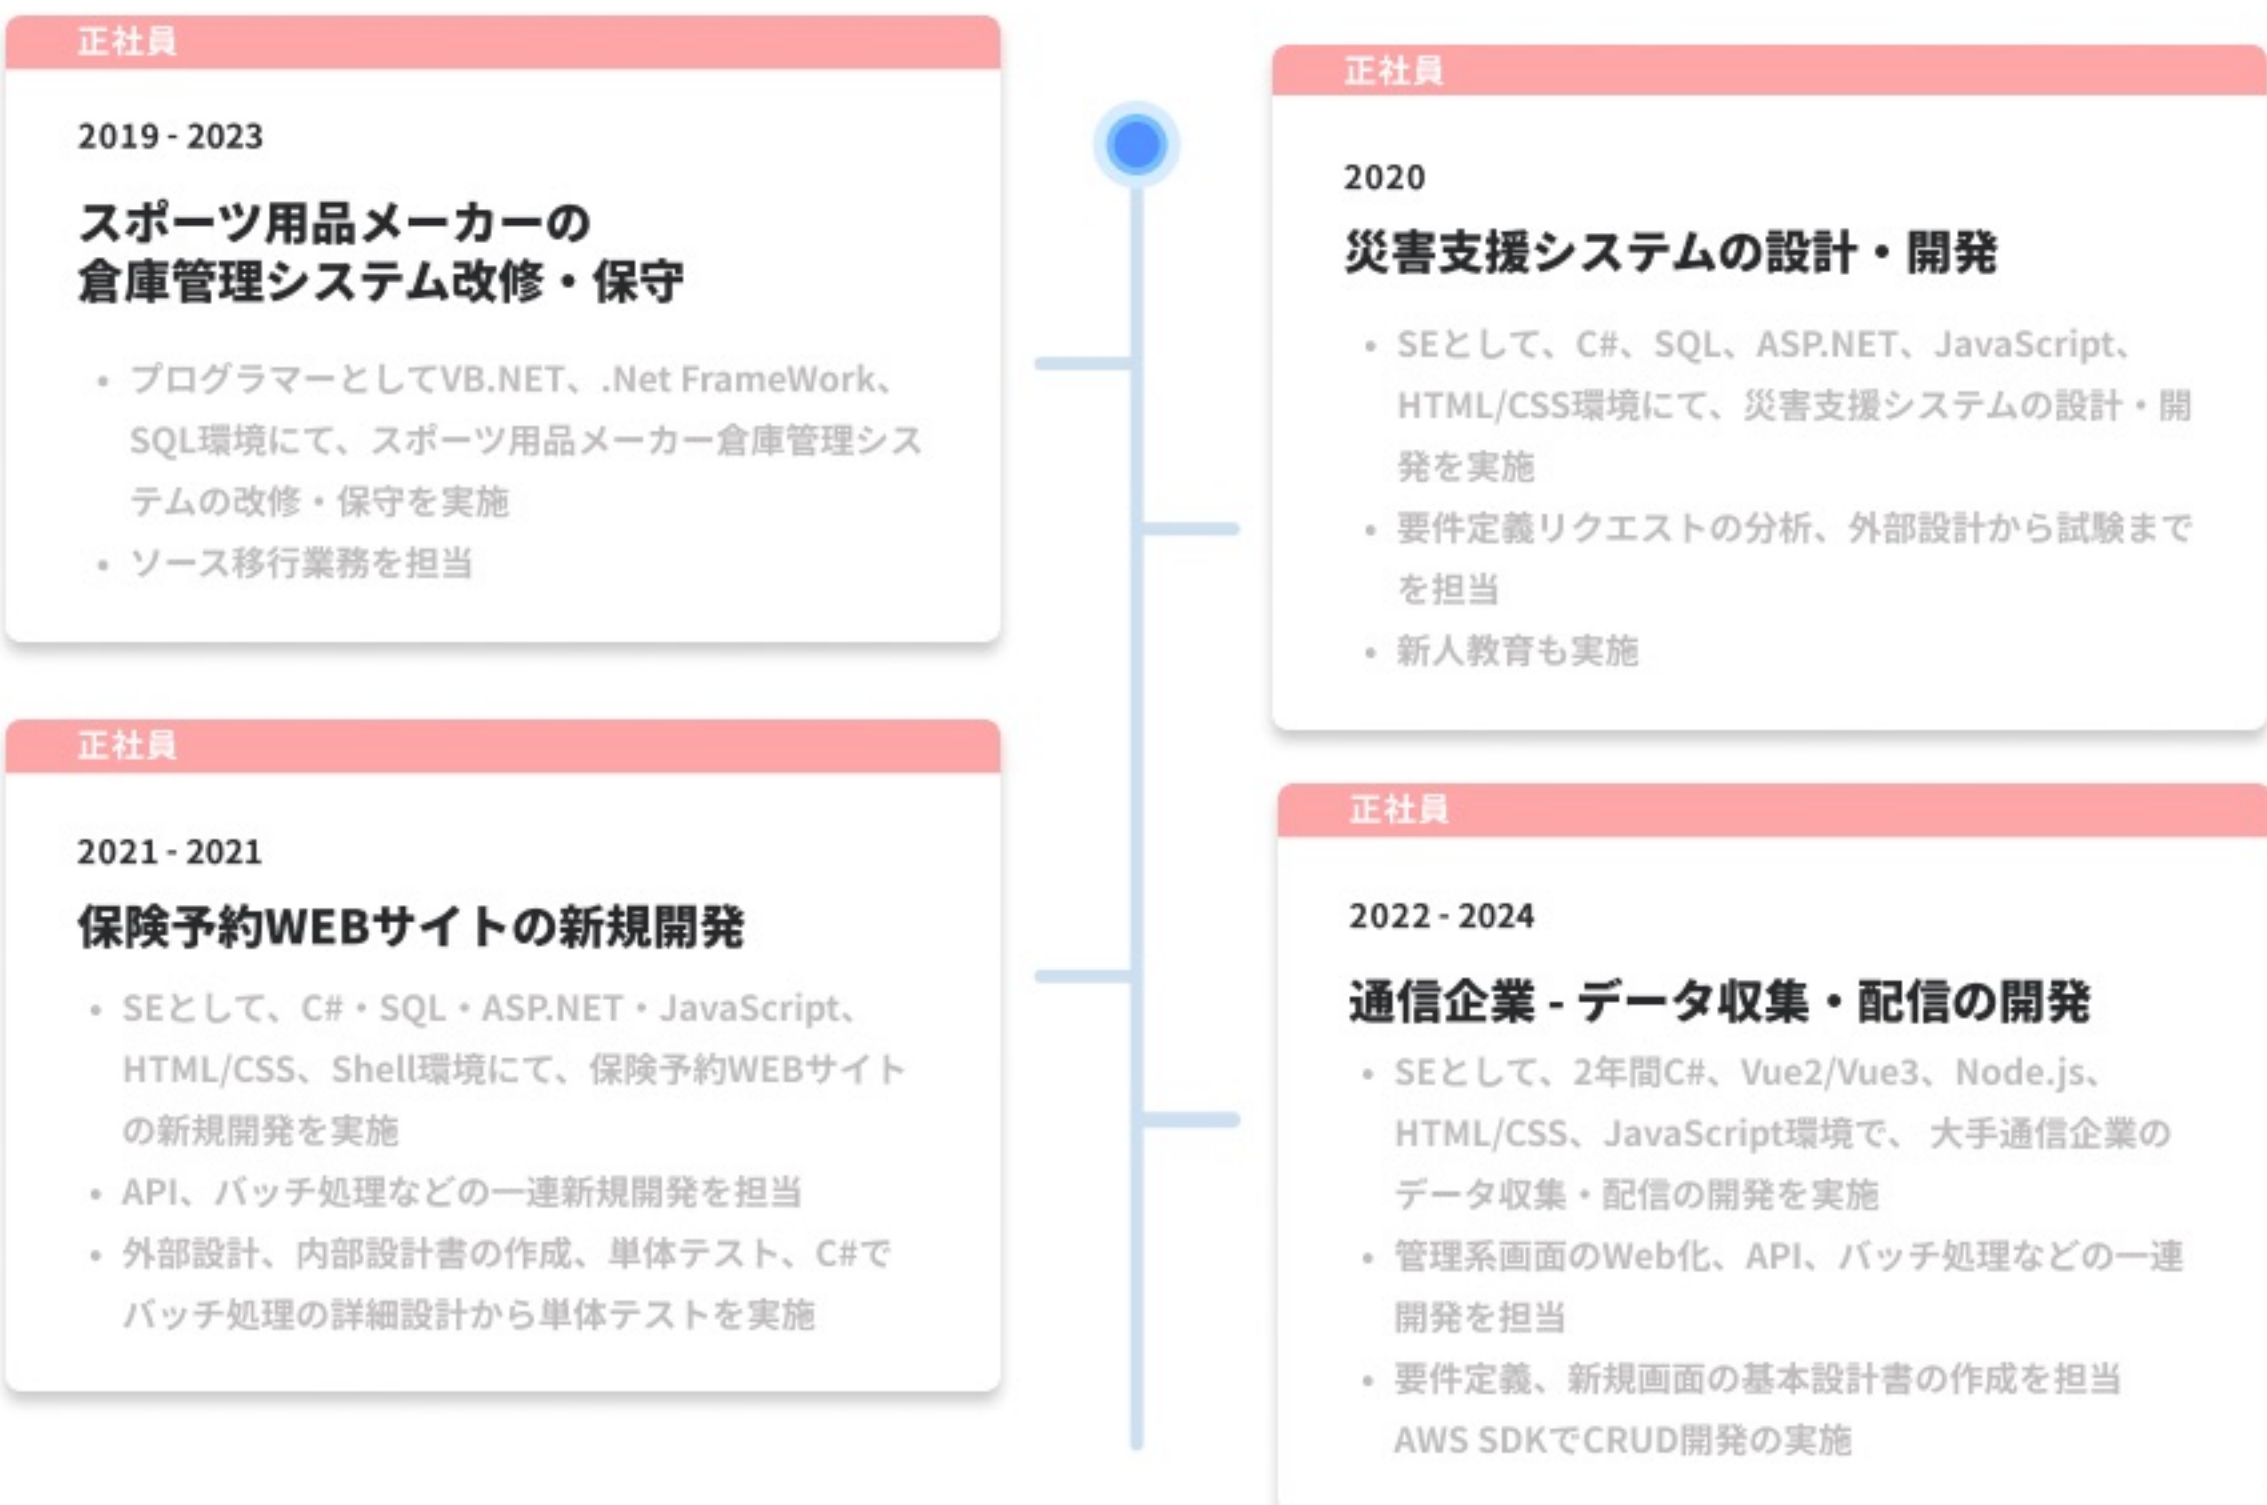 正社員
2019 - 2023
スポーツ用品メーカーの
倉庫管理システム改修・保守
• プログラマーとしてVB.NET、.Net FrameWork、
SQL環境にて、スポーツ用品メーカー倉庫管理シス
テムの改修・保守を実施
• ソース移行業務を担当
正社員
2020
災害支援システムの設計・開発
• SEとして、C#、SQL、ASP.NET、JavaScript、
HTML/CSS環境にて、災害支援システムの設計・開
発を実施
• 要件定義リクエストの分析、外部設計から試験まで
を担当
• 新人教育も実施
正社員
2021 - 2021
保険予約WEBサイトの新規開発
• SEとして、C#・SQL・ASP.NET・JavaScript、
HTML/CSS、Shell環境にて、保険予約WEBサイト
の新規開発を実施
• API、バッチ処理などの一連新規開発を担当
• 外部設計、内部設計書の作成、単体テスト、C#で
バッチ処理の詳細設計から単体テストを実施
正社員
2022 - 2024
通信企業 - データ収集・配信の開発
• SEとして、2年間C#、Vue2/Vue3、Node.js、
HTML/CSS、JavaScript環境で、 大手通信企業の
データ収集・配信の開発を実施
• 管理系画面のWeb化、API、バッチ処理などの一連
開発を担当
• 要件定義、新規画面の基本設計書の作成を担当
AWS SDKでCRUD開発の実施